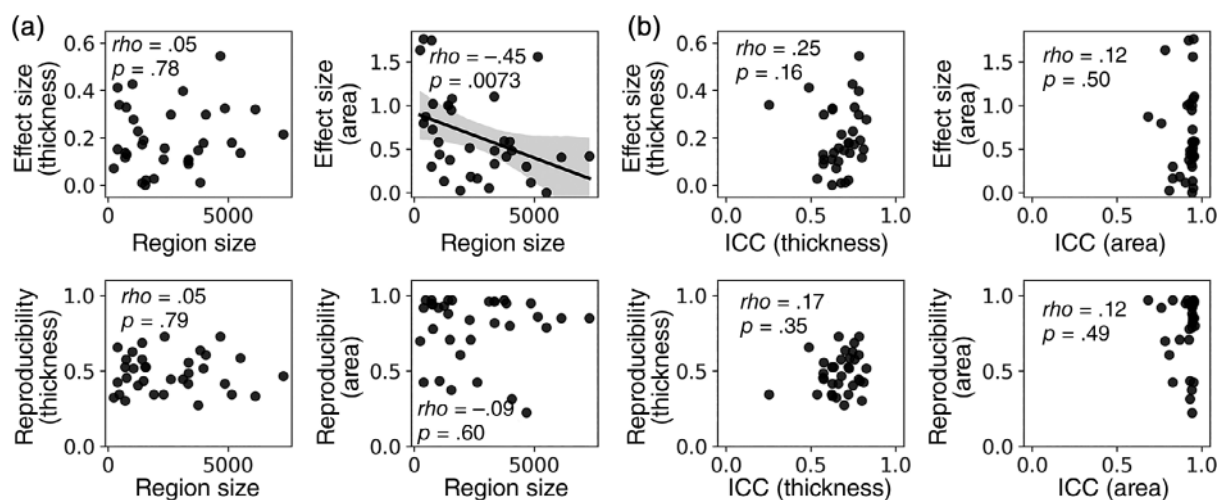 (a)
Effect size
(thickness)
0.6
0.4
0.2
0.0
rho = .05
p = .78
0
5000
Region size
Effect size
(area)
1.5
1.0
0.5
0.0
rho = –.45
p = .0073
0
5000
Region size
(b)
Effect size
(thickness)
0.6
0.4
0.2
0.0
rho = .25
p = .16
0.0
0.5
1.0
ICC (thickness)
Effect size
(area)
1.5
1.0
0.5
0.0
rho = .12
p = .50
0.0
0.5
1.0
ICC (area)
Reproducibility
(thickness)
1.0
0.5
0.0
rho = .05
p = .79
0
5000
Region size
Reproducibility
(area)
1.0
0.5
0.0
rho = –.09
p = .60
0
5000
Region size
Reproducibility
(thickness)
1.0
0.5
0.0
rho = .17
p = .35
0.0
0.5
1.0
ICC (thickness)
Reproducibility
(area)
1.0
0.5
0.0
rho = .12
p = .49
0.0
0.5
1.0
ICC (area)